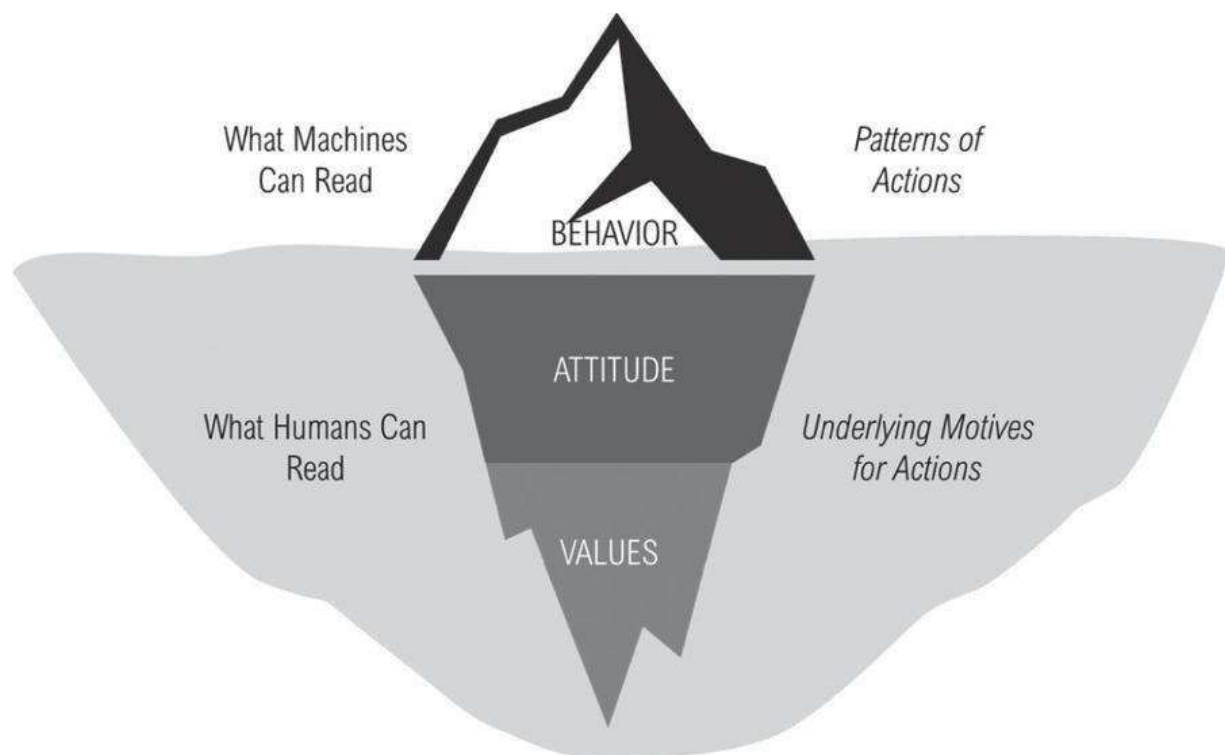 What Machines
Can Read
Patterns of
Actions
BEHAVIOR
ATTITUDE
What Humans Can
Read
Underlying Motives
for Actions
VALUES